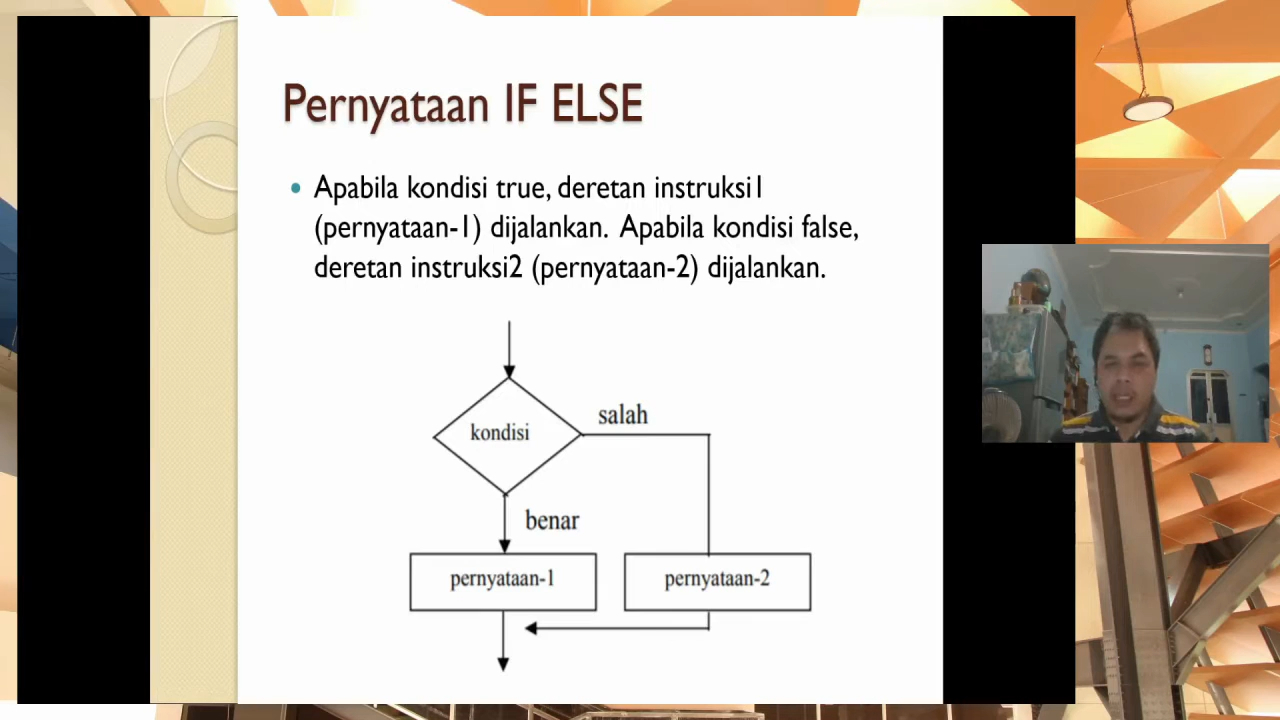 Pernyataan IF ELSE
Apabila kondisi true, deretan instruksi1
(pernyataan-1) dijalankan. Apabila kondisi false,
deretan instruksi2 (pernyataan-2) dijalankan.
salah
kondisi
benar
pernyataan-1
pernyataan-2